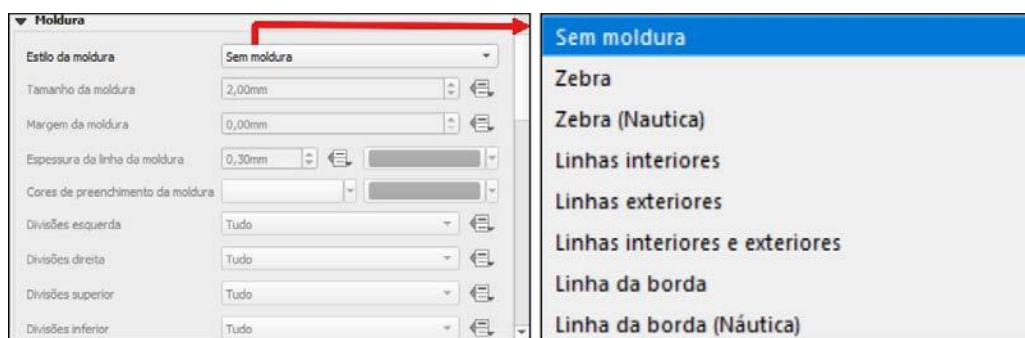 Moldura
Estilo da moldura Sem moldura
Tamanho da moldura 2,00mm
Margem da moldura 0,00mm
Espessura da linha da moldura 0,30mm
Cores de preenchimento da moldura
Divisões esquerda Tudo
Divisões direita Tudo
Divisões superior Tudo
Divisões inferior Tudo
Sem moldura
Zebra
Zebra (Nautica)
Linhas interiores
Linhas exteriores
Linhas interiores e exteriores
Linha da borda
Linha da borda (Náutica)